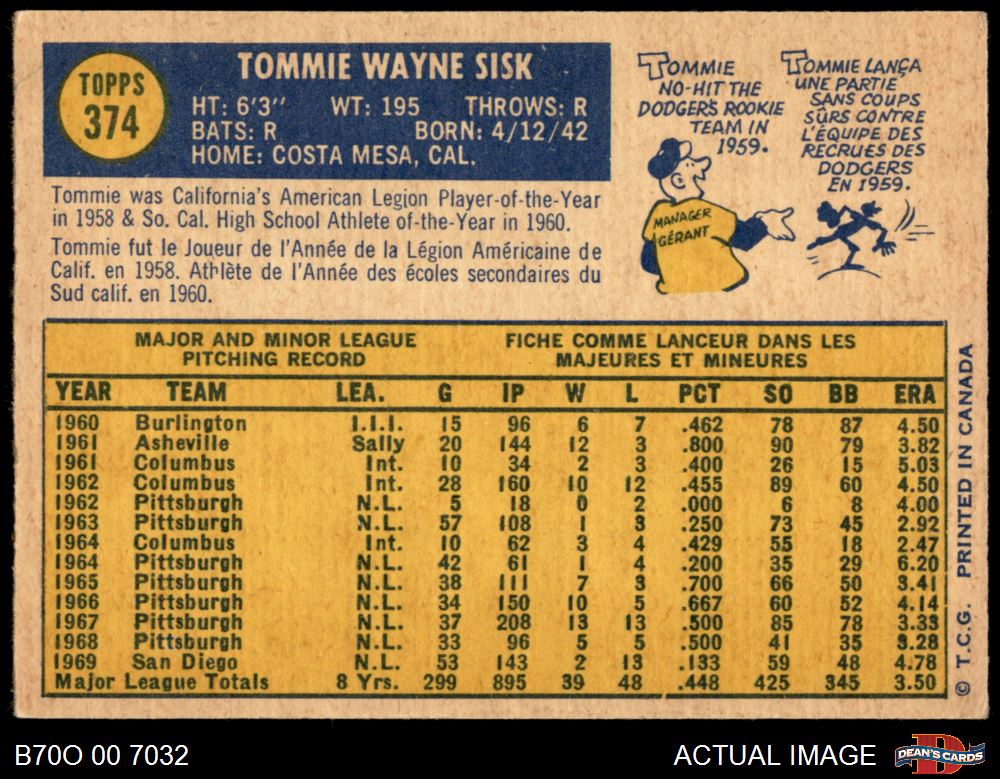 TOPPS
374
TOMMIE WAYNE SISK
HT: 6'3" WT: 195 THROWS: R
BATS: R BORN: 4/12/42
HOME: COSTA MESA, CAL.
Tommie was California's American Legion Player-of-the-Year
in 1958 & So. Cal. High School Athlete of-the-Year in 1960.
Tommie fut le Joueur de l'Année de la Légion Américaine de
Calif. en 1958. Athlète de l'Année des écoles secondaires du
Sud calif. en 1960.
TOMMIE
NO-HIT THE
DODGERS ROOKIE
TEAM IN
1959.
TOMMIE LANÇA
UNE PARTIE
SANS COUPS
SÛRS CONTRE
L'ÉQUIPE DES
RECRUES DES
DODGERS
EN 1959.
MANAGER
GÉRANT
MAJOR AND MINOR LEAGUE
PITCHING RECORD
FICHE COMME LANCEUR DANS LES
MAJEURES ET MINEURES
YEAR TEAM LEA. G IP W L PCT SO BB ERA
1960 Burlington I.I.I. 15 96 6 7 .462 78 87 4.50
1961 Asheville Sally 20 144 12 3 .800 90 79 3.82
1961 Columbus Int. 10 34 2 3 .400 26 15 5.03
1962 Columbus Int. 28 160 10 12 .455 89 60 4.50
1962 Pittsburgh N.L. 5 18 0 2 .000 6 8 4.00
1963 Pittsburgh N.L. 57 108 1 3 .250 73 45 2.92
1964 Columbus Int. 10 62 3 4 .429 55 18 2.47
1964 Pittsburgh N.L. 42 61 1 4 .200 35 29 6.20
1965 Pittsburgh N.L. 38 111 7 3 .700 66 50 3.41
1966 Pittsburgh N.L. 34 150 10 5 .667 60 52 4.14
1967 Pittsburgh N.L. 37 208 13 13 .500 85 78 3.33
1968 Pittsburgh N.L. 33 96 5 5 .500 41 35 3.28
1969 San Diego N.L. 53 143 2 13 .133 59 48 4.78
Major League Totals 8 Yrs. 299 895 39 48 .448 425 345 3.50
© T.C.G. PRINTED IN CANADA
B70O 00 7032
ACTUAL IMAGE
DEAN'S CARDS